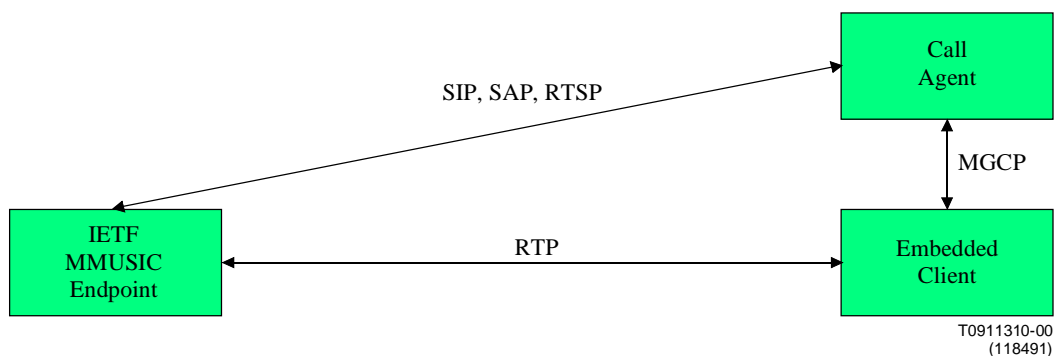 Call
Agent
SIP, SAP, RTSP
MGCP
IETF
MMUSIC
Endpoint
RTP
Embedded
Client
T0911310-00
(118491)